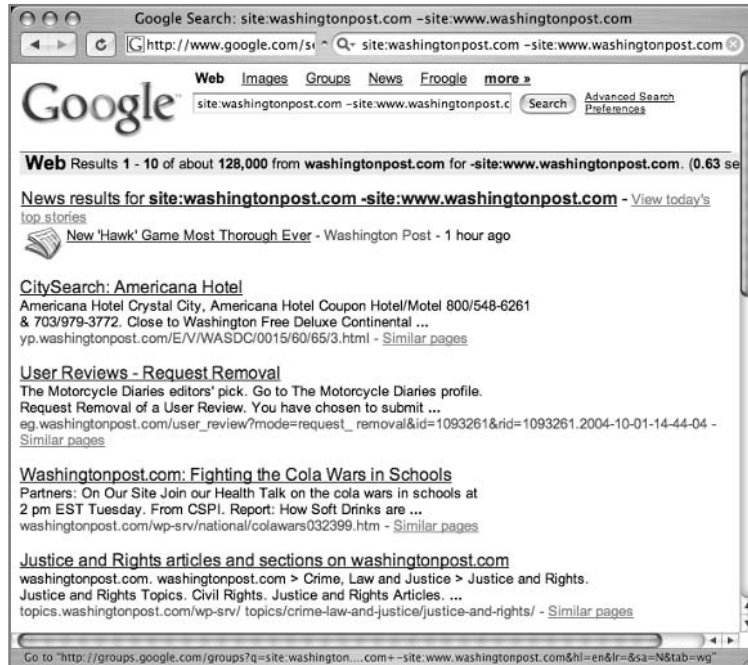 Google Search: site:washingtonpost.com -site:www.washingtonpost.com
G http://www.google.com/se site:washingtonpost.com -site:www.washingtonpost.com
Web Images Groups News Froogle more »
Google™ site:washingtonpost.com -site:www.washingtonpost.c Search Advanced Search
Preferences
Web Results 1 - 10 of about 128,000 from washingtonpost.com for -site:www.washingtonpost.com. (0.63 se
News results for site:washingtonpost.com -site:www.washingtonpost.com - View today's
top stories
New 'Hawk' Game Most Thorough Ever - Washington Post - 1 hour ago
CitySearch: Americana Hotel
Americana Hotel Crystal City, Americana Hotel Coupon Hotel/Motel 800/548-6261
& 703/979-3772. Close to Washington Free Deluxe Continental ...
yp.washingtonpost.com/E/V/WASDC/0015/60/65/3.html - Similar pages
User Reviews - Request Removal
The Motorcycle Diaries editors' pick. Go to The Motorcycle Diaries profile.
Request Removal of a User Review. You have chosen to submit ...
eg.washingtonpost.com/user_review?mode=request_ removal&id=1093261&rid=1093261.2004-10-01-14-44-04 -
Similar pages
Washingtonpost.com: Fighting the Cola Wars in Schools
Partners: On Our Site Join our Health Talk on the cola wars in schools at
2 pm EST Tuesday. From CSPI. Report: How Soft Drinks are ...
washingtonpost.com/wp-srv/national/colawars032399.htm - Similar pages
Justice and Rights articles and sections on washingtonpost.com
washingtonpost.com. washingtonpost.com > Crime, Law and Justice > Justice and Rights.
Justice and Rights Topics. Civil Rights. Justice and Rights Articles. ...
topics.washingtonpost.com/wp-srv/ topics/crime-law-and-justice/justice-and-rights/ - Similar pages
Go to "http://groups.google.com/groups?q=site:washington....com+-site:www.washingtonpost.com&hl=en&lr=&sa=N&tab=wg"